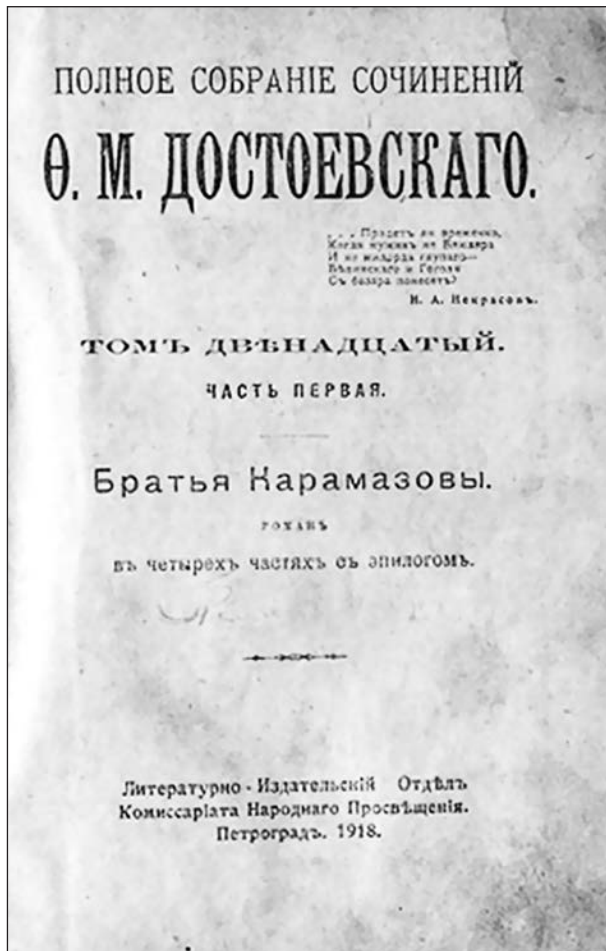 ПОЛНОЕ СОБРАНІЕ СОЧИНЕНІЙ
Ѳ. М. ДОСТОЕВСКАГО.
. . . Придетъ ли времечко,
Когда мужикъ не Блюхера
И не милорда глупаго—
Бѣлинскаго и Гоголя
Съ базара понесетъ?
Н. А. Некрасовъ.
ТОМЪ ДВѢНАДЦАТЫЙ.
ЧАСТЬ ПЕРВАЯ.
Братья Карамазовы.
РОМАНЪ
въ четырехъ частяхъ съ эпилогомъ.
Литературно-Издательскій Отдѣлъ
Комиссаріата Народнаго Просвѣщенія.
Петроградъ. 1918.